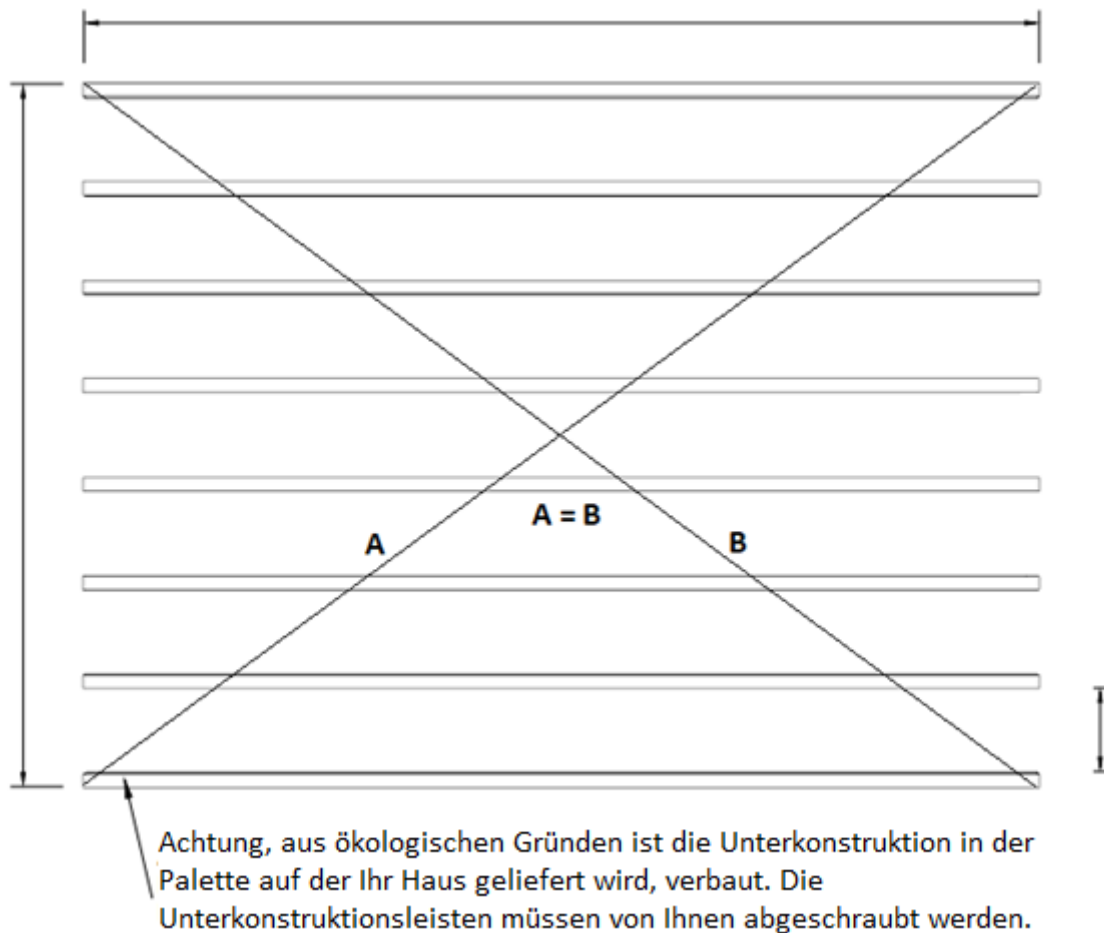 A = B
A
B
Achtung, aus ökologischen Gründen ist die Unterkonstruktion in der
Palette auf der Ihr Haus geliefert wird, verbaut. Die
Unterkonstruktionsleisten müssen von Ihnen abgeschraubt werden.